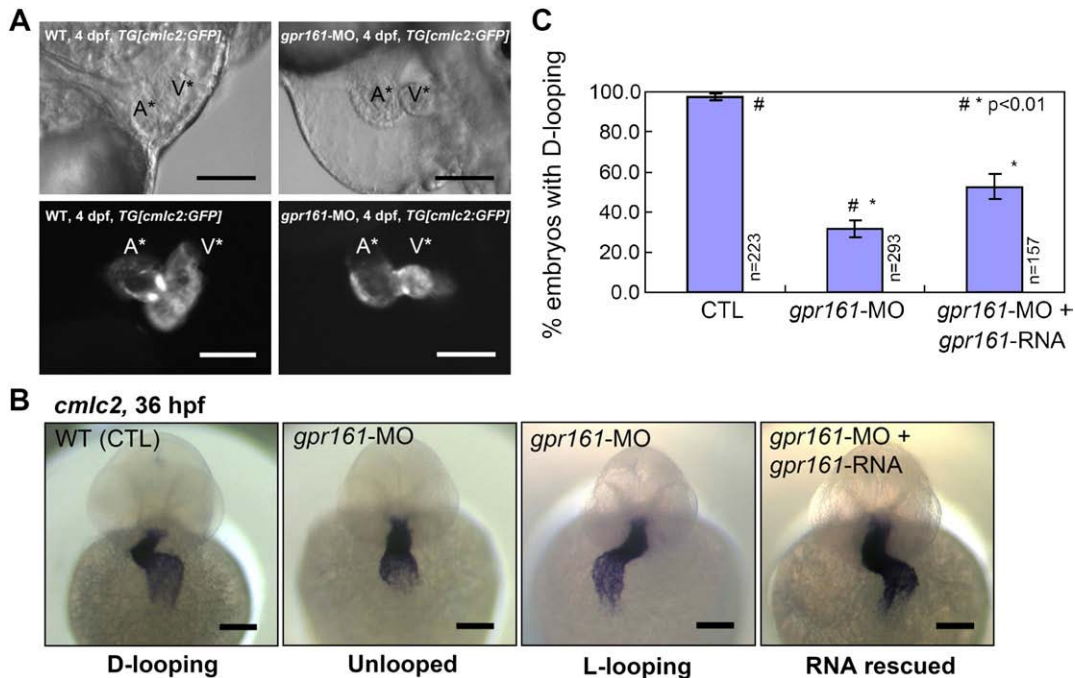 A
WT, 4 dpf, TG[cmlc2:GFP]
A*
V*
gpr161-MO, 4 dpf, TG[cmlc2:GFP]
A*
V*
WT, 4 dpf, TG[cmlc2:GFP]
A*
V*
gpr161-MO, 4 dpf, TG[cmlc2:GFP]
A*
V*
C
% embryos with D-looping
100.0
80.0
60.0
40.0
20.0
0.0
#
# *
*
# * p<0.01
n=223
n=293
n=157
CTL
gpr161-MO
gpr161-MO +
gpr161-RNA
B
cmlc2, 36 hpf
WT (CTL)
gpr161-MO
gpr161-MO
gpr161-MO +
gpr161-RNA
D-looping
Unlooped
L-looping
RNA rescued